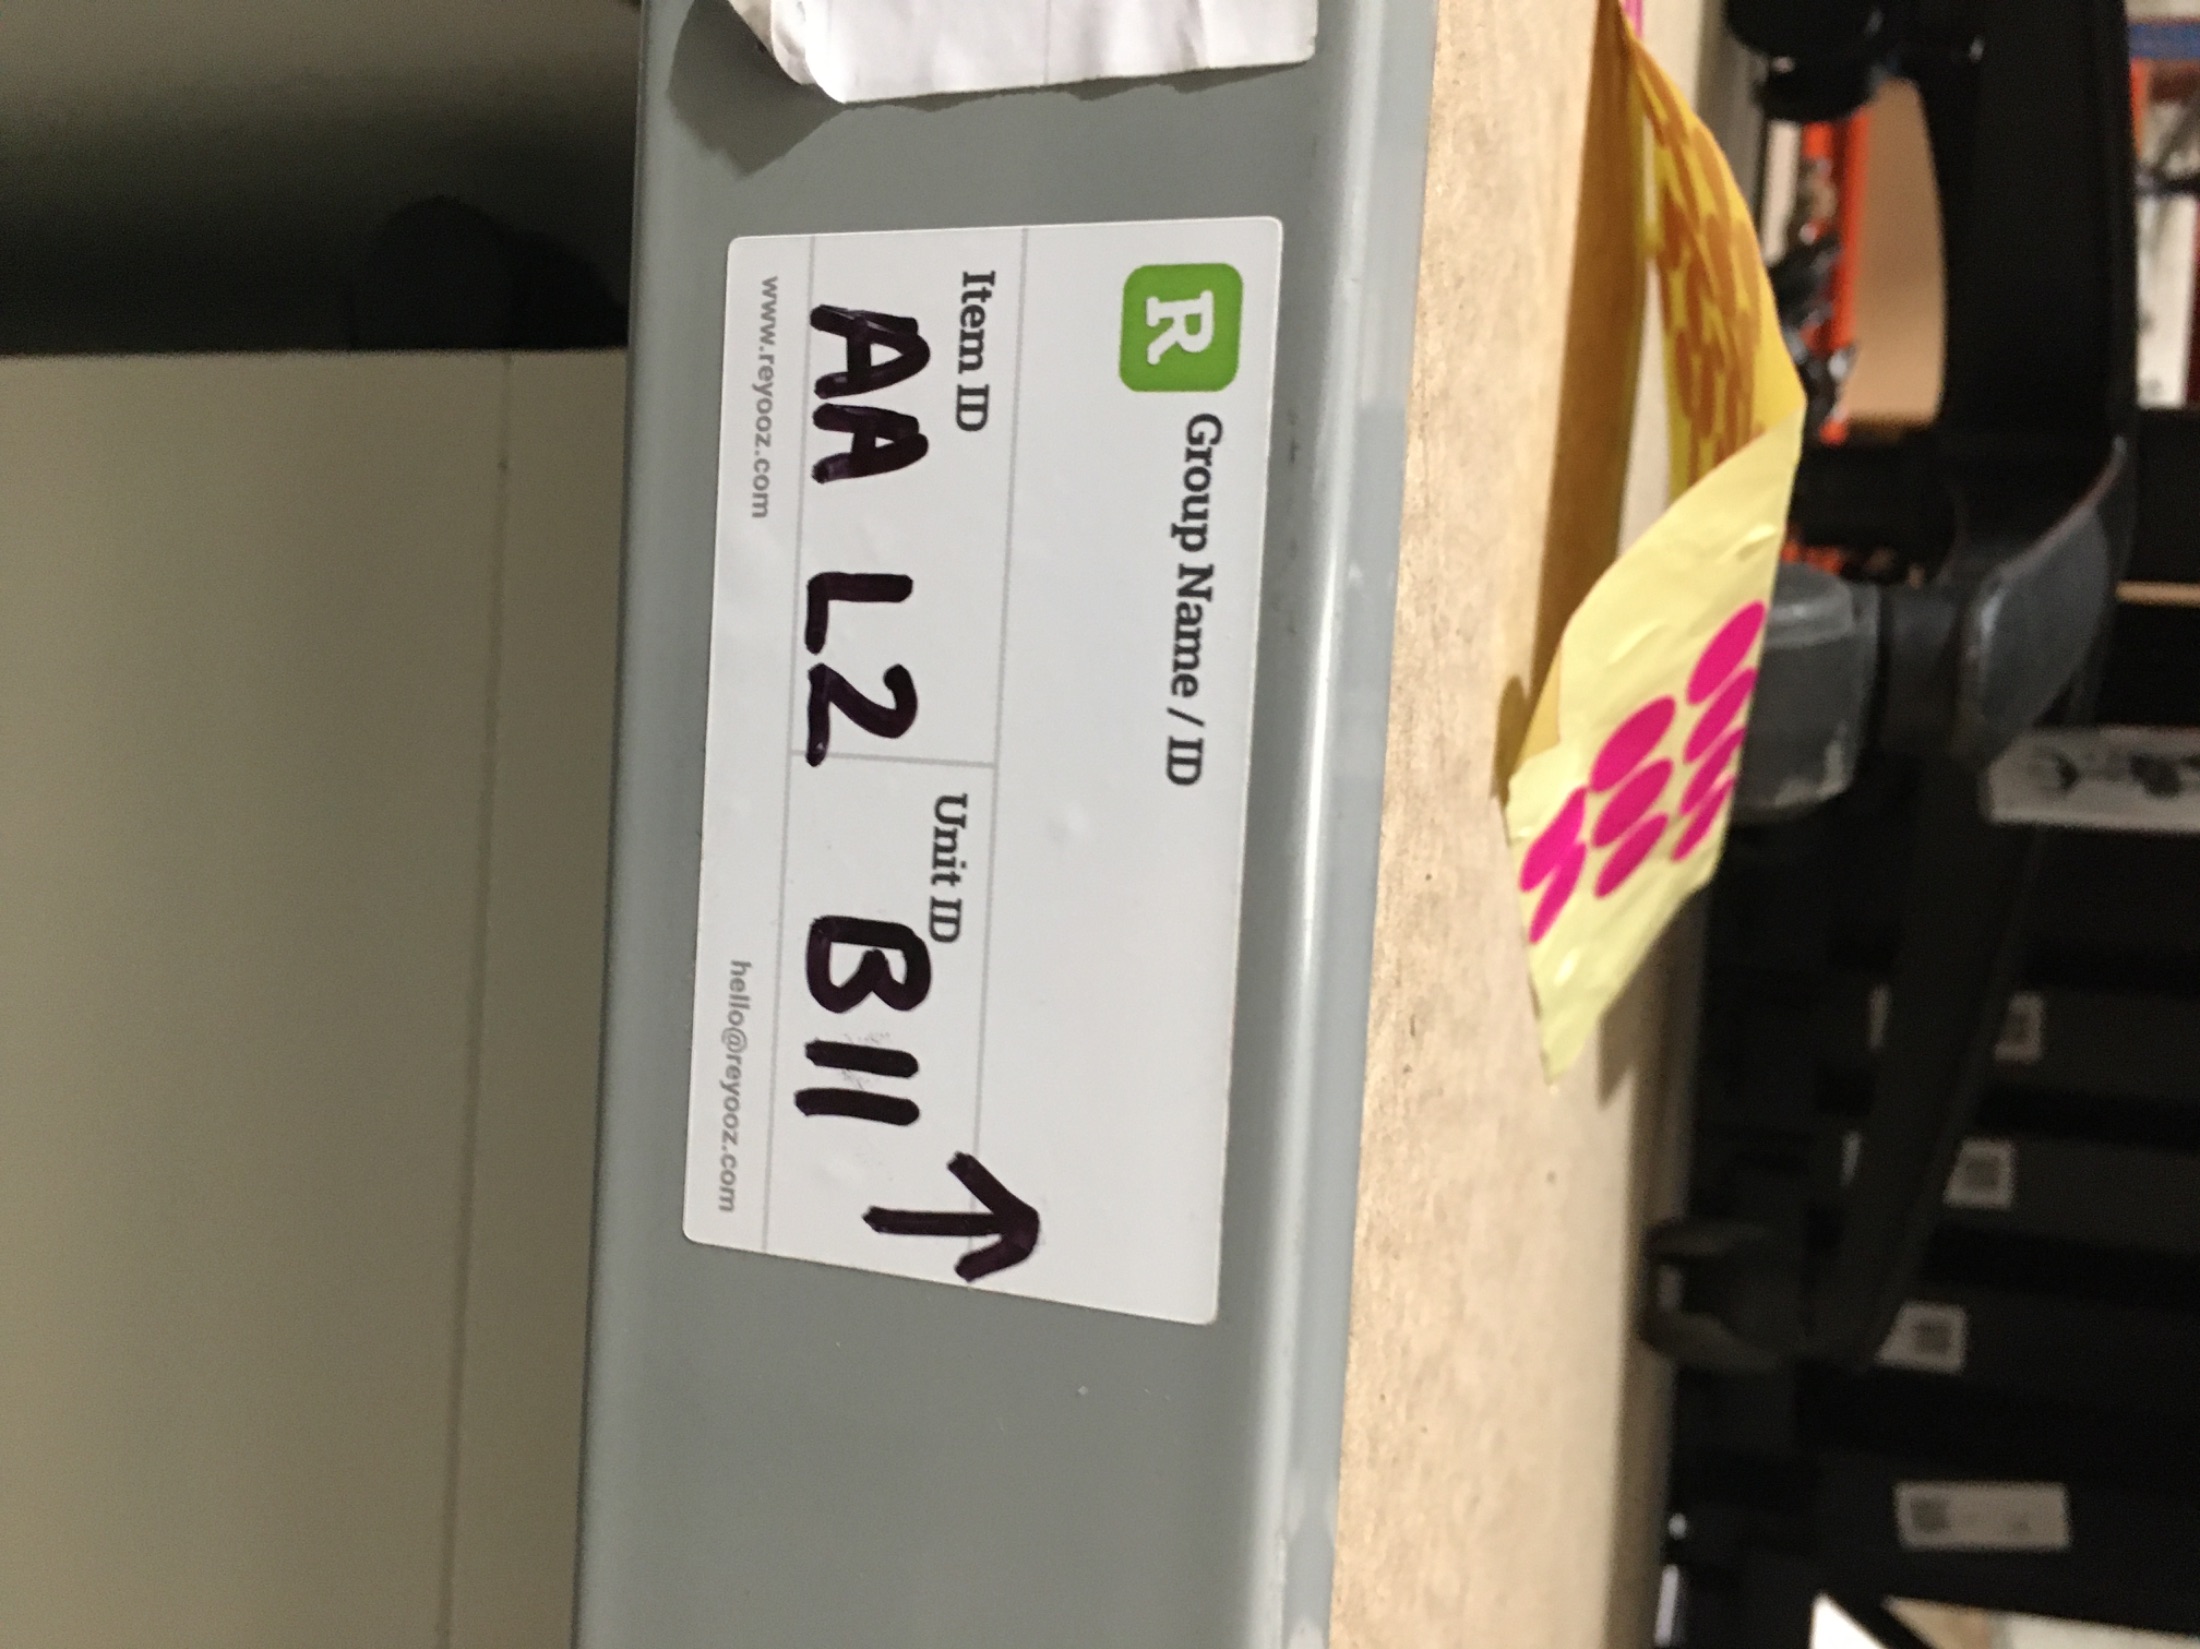 R Group Name / ID
Item ID Unit ID
AA L2 B11 ↑
www.reyooz.com hello@reyooz.com